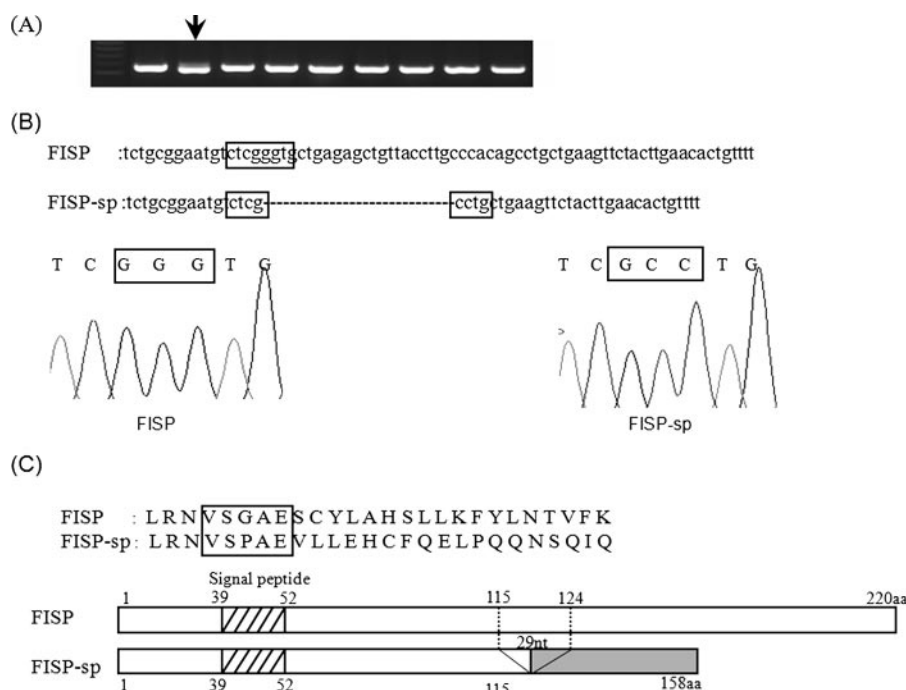 (A)
(B)
FISP :tctgcggaatgtctcgggtgctgagagctgttaccttgcccacagcctgctgaagttctacttgaacactgtttt
FISP-sp :tctgcggaatgtctcg---------------------------cctgctgaagttctacttgaacactgtttt
T C G G G T G
T C G C C T G
FISP
FISP-sp
(C)
FISP : L R N V S G A E S C Y L A H S L L K F Y L N T V F K
FISP-sp : L R N V S P A E V L L E H C F Q E L P Q Q N S Q I Q
Signal peptide
1 39 52 115 124 220aa
FISP
29nt
FISP-sp
1 39 52 115 158aa